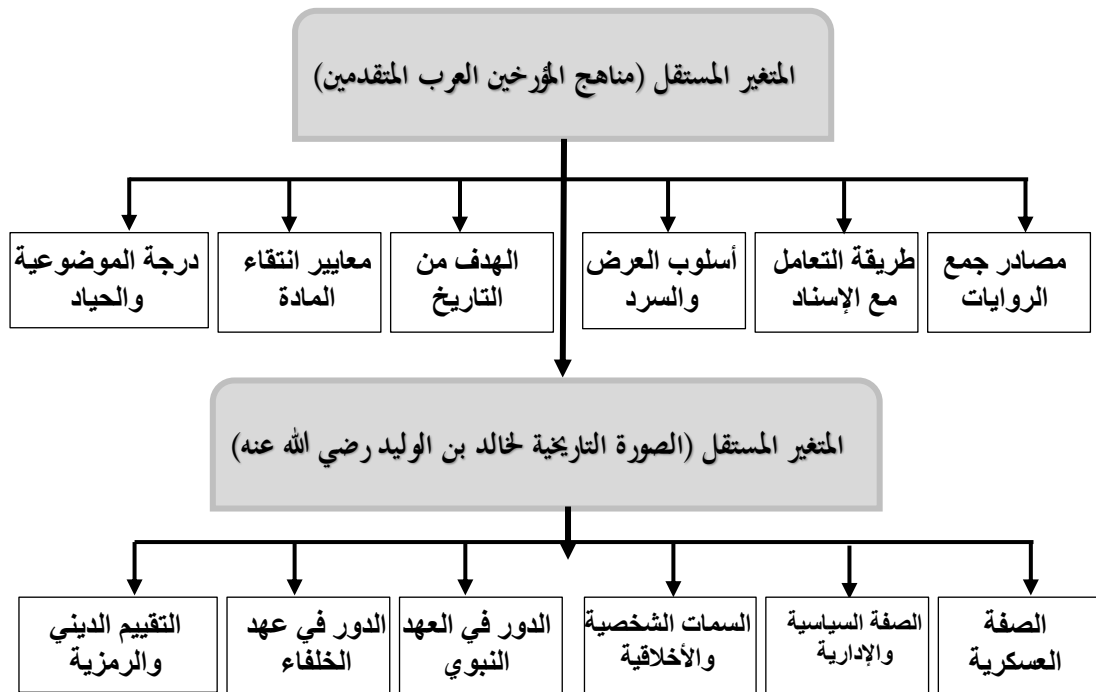 المتغير المستقل (مناهج المؤرخين العرب المتقدمين)
مصادر جمع
الروايات
طريقة التعامل
مع الإسناد
أسلوب العرض
والسرد
الهدف من
التاريخ
معايير انتقاء
المادة
درجة الموضوعية
والحياد
المتغير المستقل (الصورة التاريخية لخالد بن الوليد رضي الله عنه)
الصفة
العسكرية
الصفة السياسية
والإدارية
السمات الشخصية
والأخلاقية
الدور في العهد
النبوي
الدور في عهد
الخلفاء
التقييم الديني
والرمزية